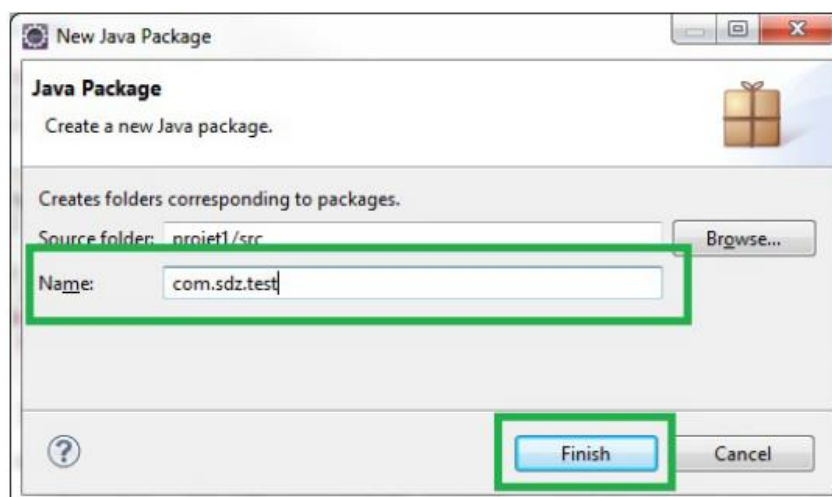 New Java Package
Java Package
Create a new Java package.
Creates folders corresponding to packages.
Source folder: projet1/src Browse...
Name: com.sdz.test
? Finish Cancel